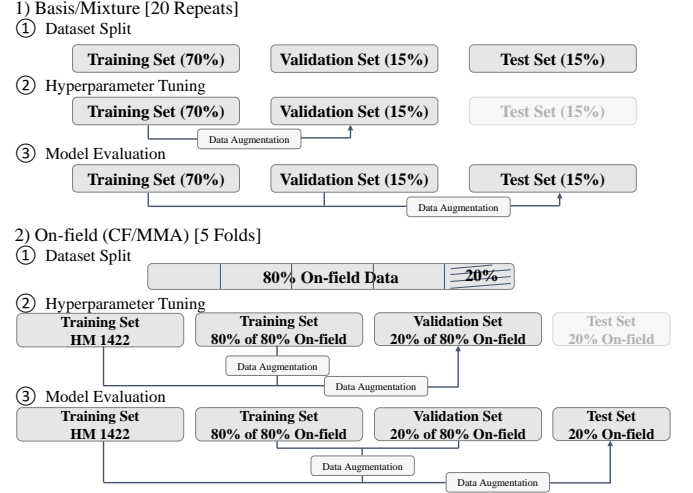 1) Basis/Mixture [20 Repeats]
① Dataset Split
Training Set (70%) Validation Set (15%) Test Set (15%)
② Hyperparameter Tuning
Training Set (70%) Validation Set (15%) Test Set (15%)
Data Augmentation
③ Model Evaluation
Training Set (70%) Validation Set (15%) Test Set (15%)
Data Augmentation
2) On-field (CF/MMA) [5 Folds]
① Dataset Split
80% On-field Data 20%
② Hyperparameter Tuning
Training Set Training Set Validation Set Test Set
HM 1422 80% of 80% On-field 20% of 80% On-field 20% On-field
Data Augmentation
Data Augmentation
③ Model Evaluation
Training Set Training Set Validation Set Test Set
HM 1422 80% of 80% On-field 20% of 80% On-field 20% On-field
Data Augmentation
Data Augmentation